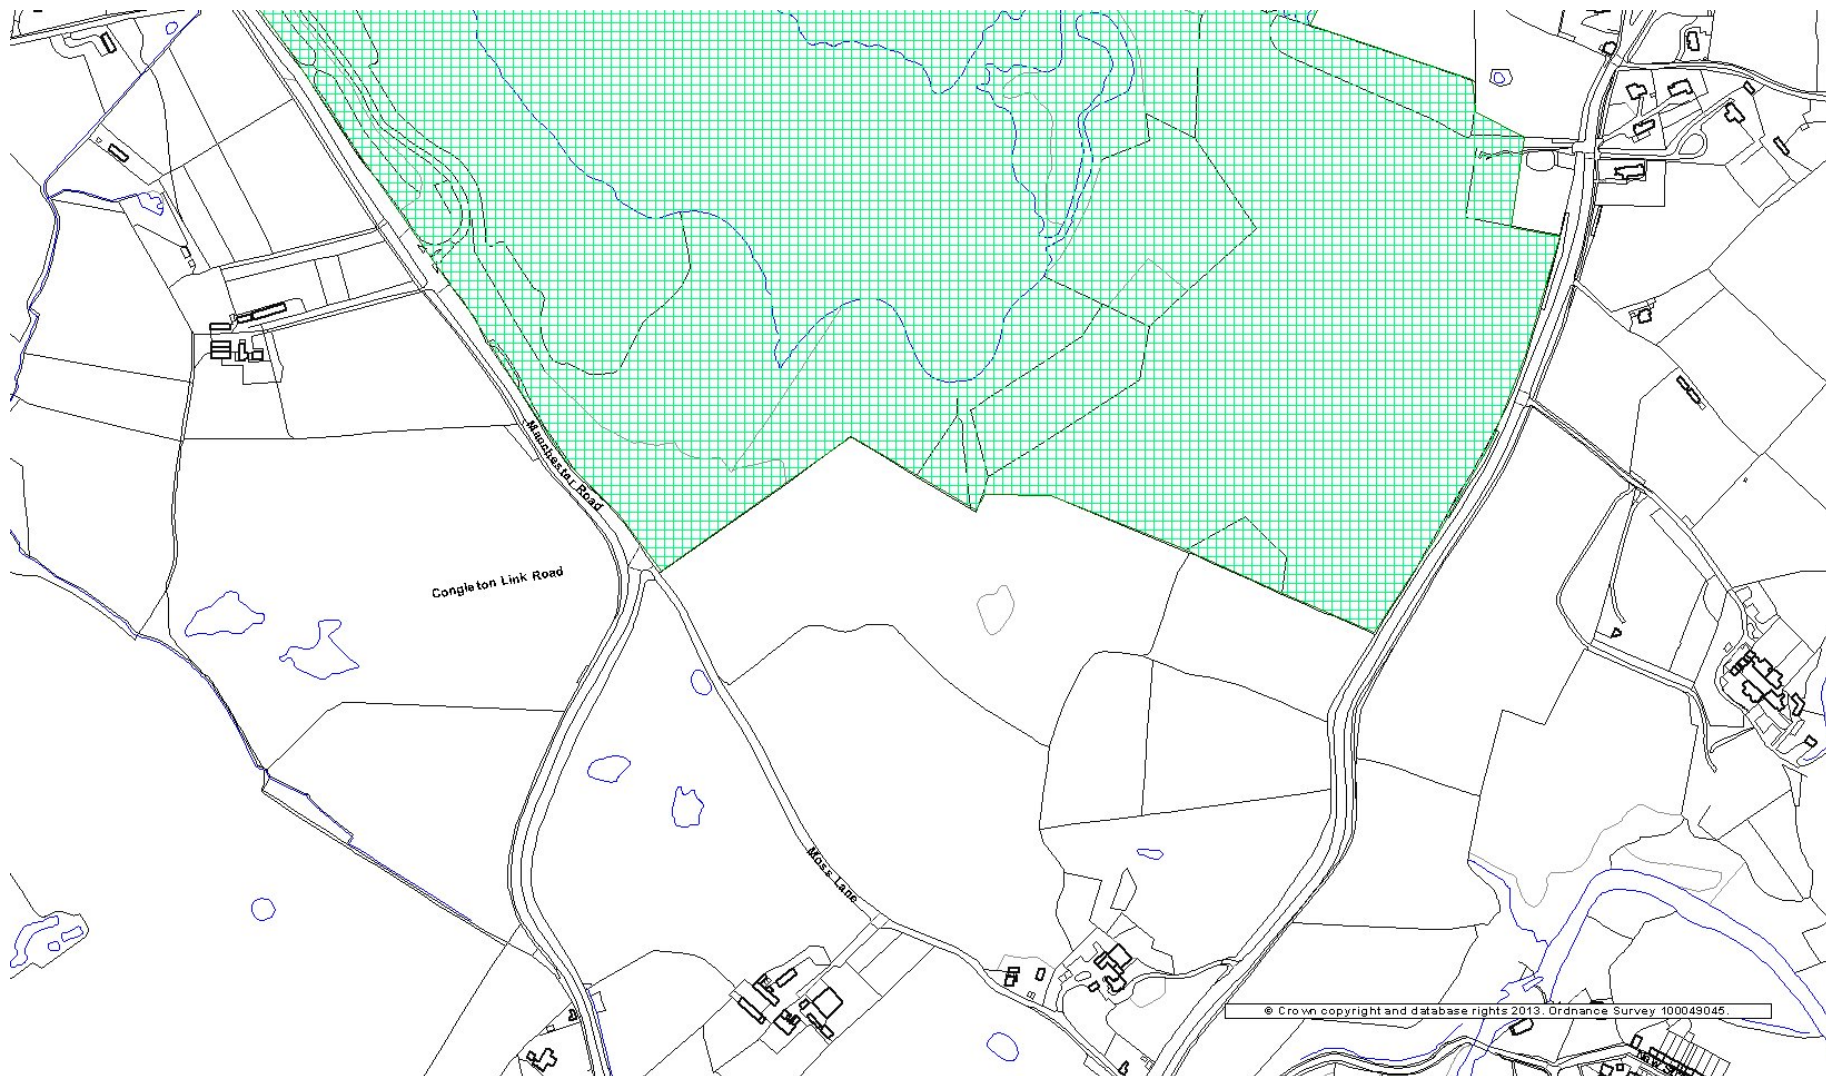 Manchester Road
Congleton Link Road
Moss Lane
© Crown copyright and database rights 2013. Ordnance Survey 100049045.